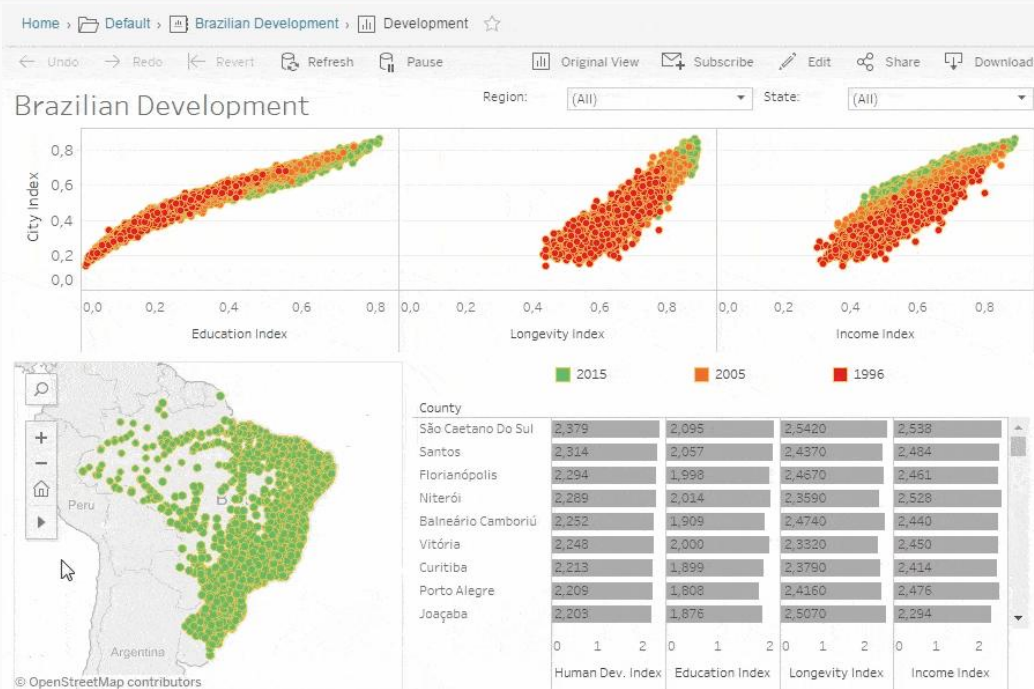 Home › Default › Brazilian Development › Development
Undo Redo Revert Refresh Pause Original View Subscribe Edit Share Download
Brazilian Development
Region: (All) State: (All)
City Index
0,8
0,6
0,4
0,2
0,0
0,0 0,2 0,4 0,6 0,8 0,0 0,2 0,4 0,6 0,8 0,0 0,2 0,4 0,6 0,8
Education Index Longevity Index Income Index
2015 2005 1996
Peru
B
Argentina
© OpenStreetMap contributors
County
São Caetano Do Sul 2,379 2,095 2,5420 2,538
Santos 2,314 2,057 2,4370 2,484
Florianópolis 2,294 1,998 2,4670 2,461
Niterói 2,289 2,014 2,3590 2,528
Balneário Camboriú 2,252 1,909 2,4740 2,440
Vitória 2,248 2,000 2,3320 2,450
Curitiba 2,213 1,899 2,3790 2,414
Porto Alegre 2,209 1,808 2,4160 2,476
Joaçaba 2,203 1,876 2,5070 2,294
0 1 2 0 1 2 0 1 2 0 1 2
Human Dev. Index Education Index Longevity Index Income Index